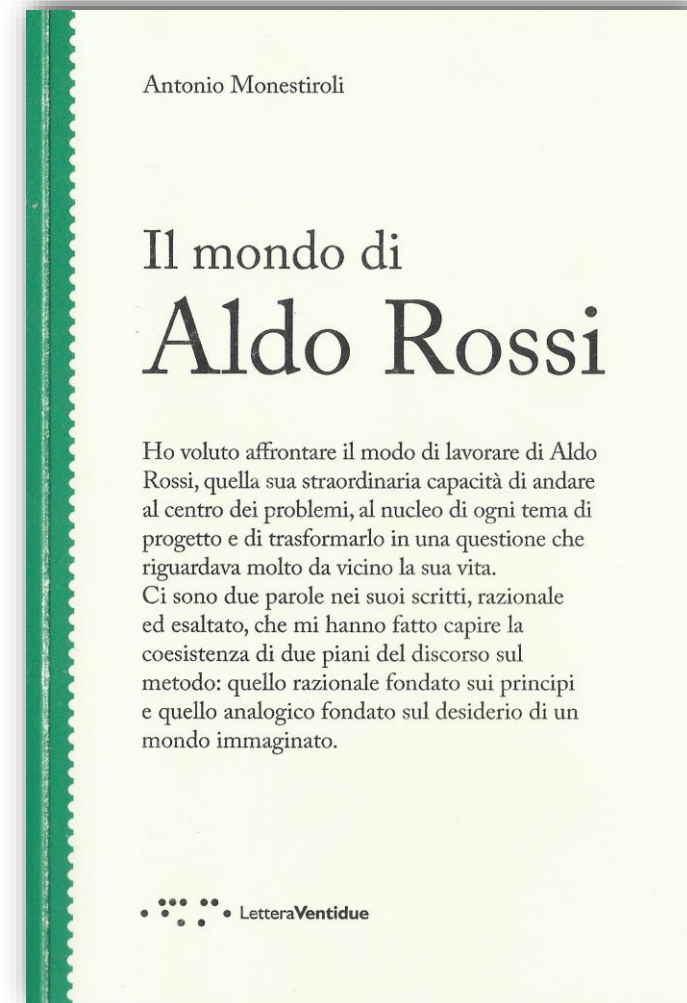 Antonio Monestiroli
Il mondo di
Aldo Rossi
Ho voluto affrontare il modo di lavorare di Aldo
Rossi, quella sua straordinaria capacità di andare
al centro dei problemi, al nucleo di ogni tema di
progetto e di trasformarlo in una questione che
riguardava molto da vicino la sua vita.
Ci sono due parole nei suoi scritti, razionale
ed esaltato, che mi hanno fatto capire la
coesistenza di due piani del discorso sul
metodo: quello razionale fondato sui principi
e quello analogico fondato sul desiderio di un
mondo immaginato.
LetteraVentidue